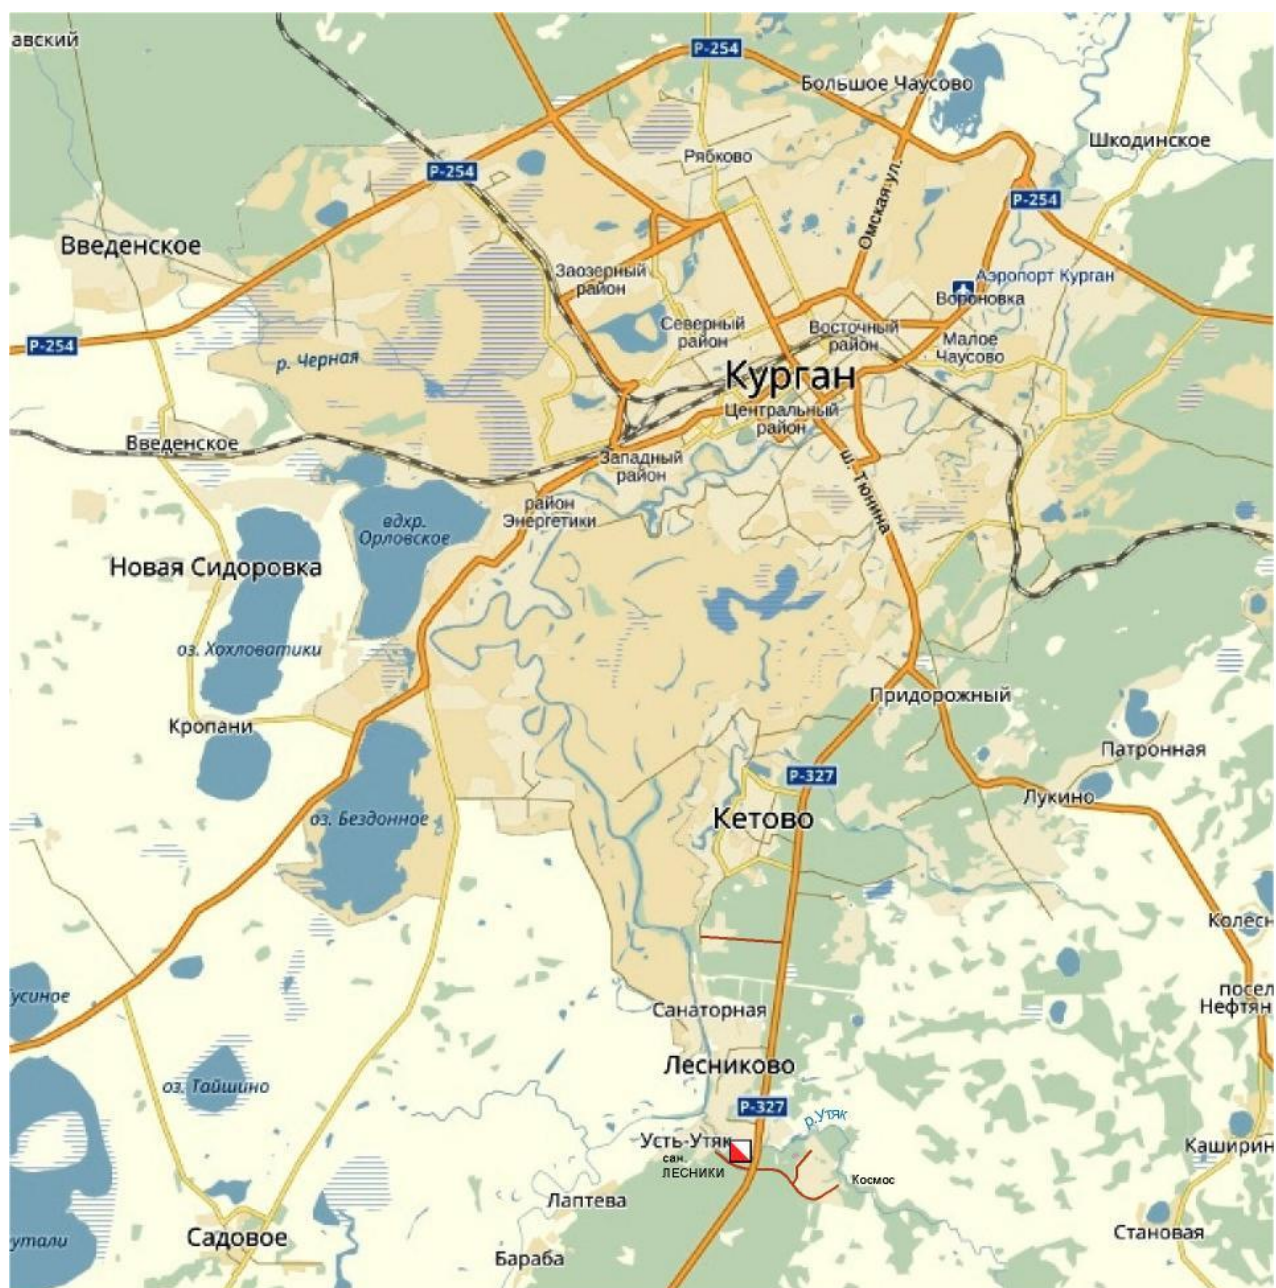 авский
Р-254
Большое Чаусово
Шкодинское
Рябково
Р-254
Омская ул.
Р-254
Введенское
Заозерный
район
Аэропорт Курган
Вороновка
Северный
район
Восточный
район
Малое
Чаусово
Р-254
р. Черная
Курган
Центральный
район
Введенское
Западный
район
ш. Тюнина
район
Энергетики
вдхр.
Орловское
Новая Сидоровка
оз. Хохловатики
Придорожный
Кропани
Патронная
Р-327
Лукино
Кетово
оз. Бездонное
Колесн
усиное
посел
Нефтян
Санаторная
Лесниково
оз. Тайшино
Р-327
р.Утяк
Усть-Утяк
сан.
ЛЕСНИКИ
Каширин
Космос
Лаптева
Садовое
утали
Становая
Бараба